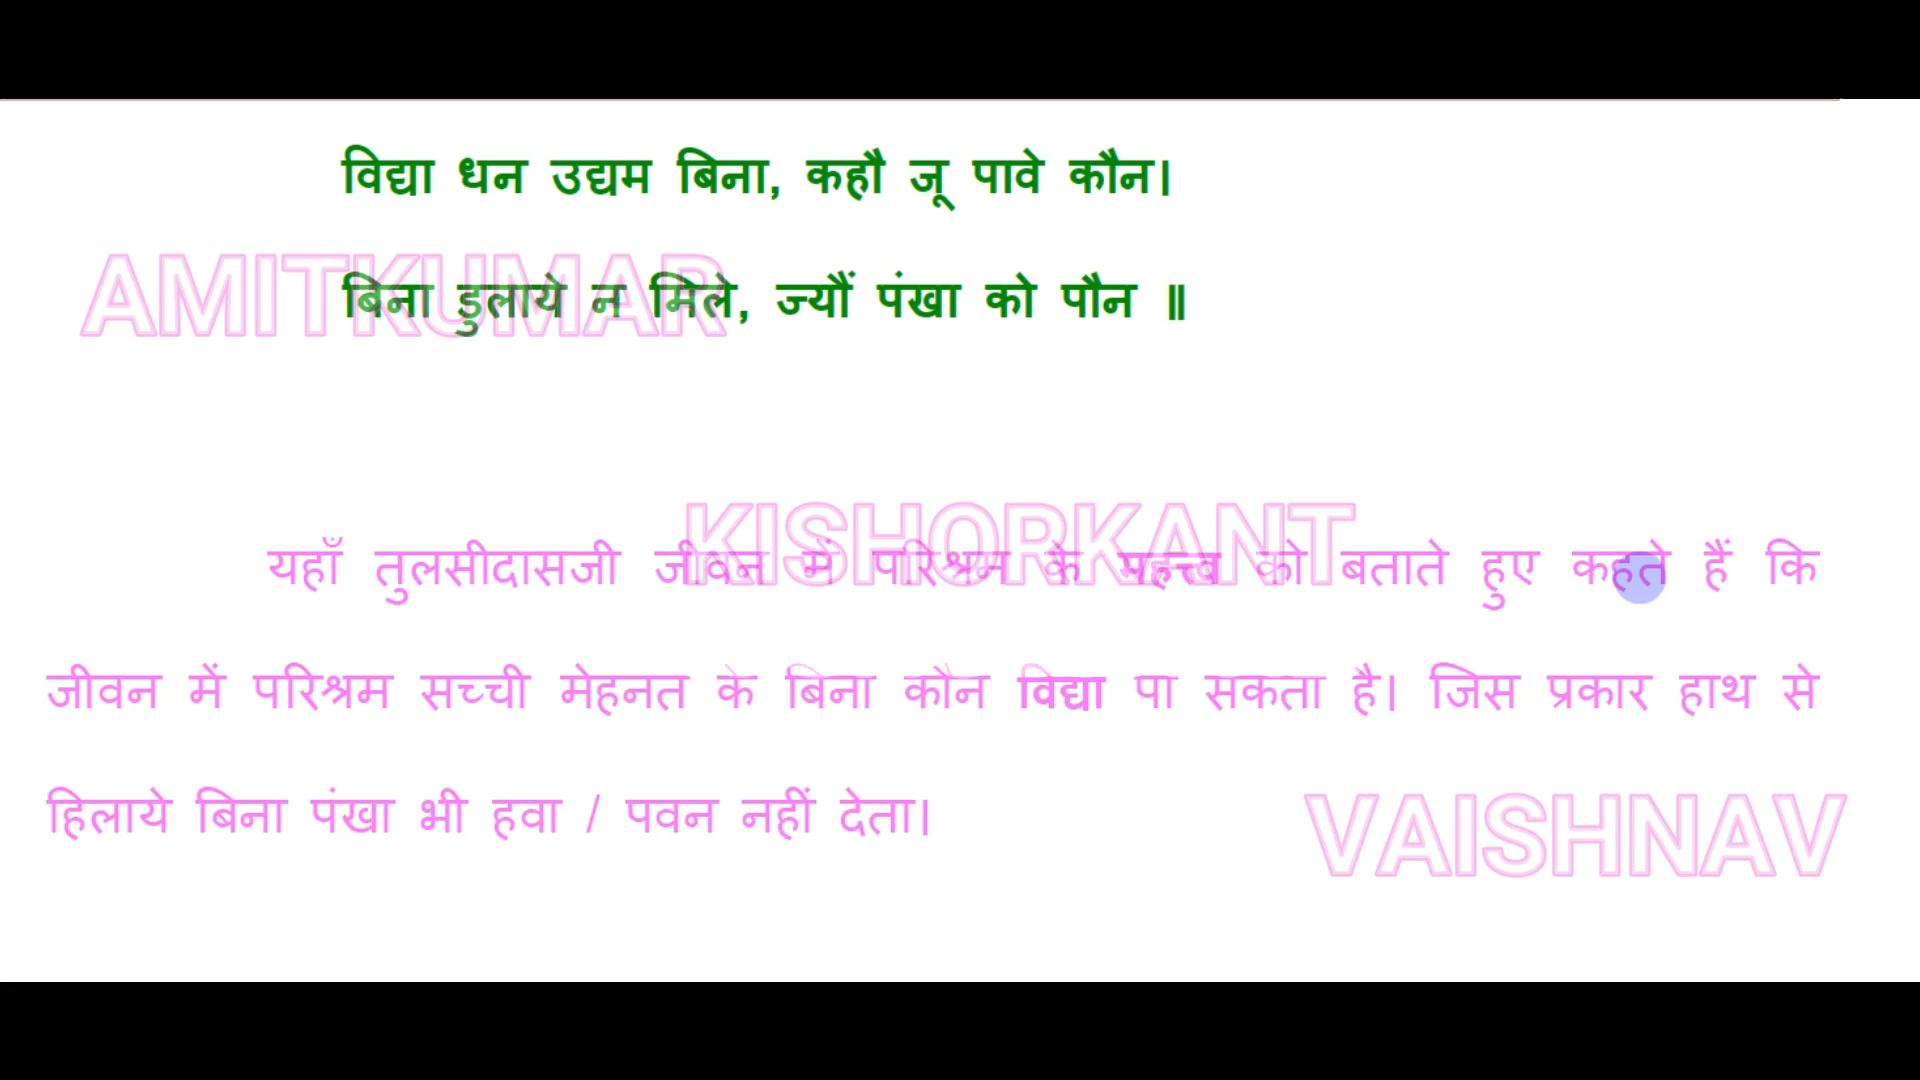 विद्या धन उद्यम बिना, कहौ जू पावे कौन।
AMITKUMAR
बिना डुलाये न मिले, ज्यौं पंखा को पौन ॥
KISHORKANT
यहाँ तुलसीदासजी जीवन में परिश्रम के महत्त्व को बताते हुए कहते हैं कि
जीवन में परिश्रम सच्ची मेहनत के बिना कौन विद्या पा सकता है। जिस प्रकार हाथ से
हिलाये बिना पंखा भी हवा / पवन नहीं देता।
VAISHNAV